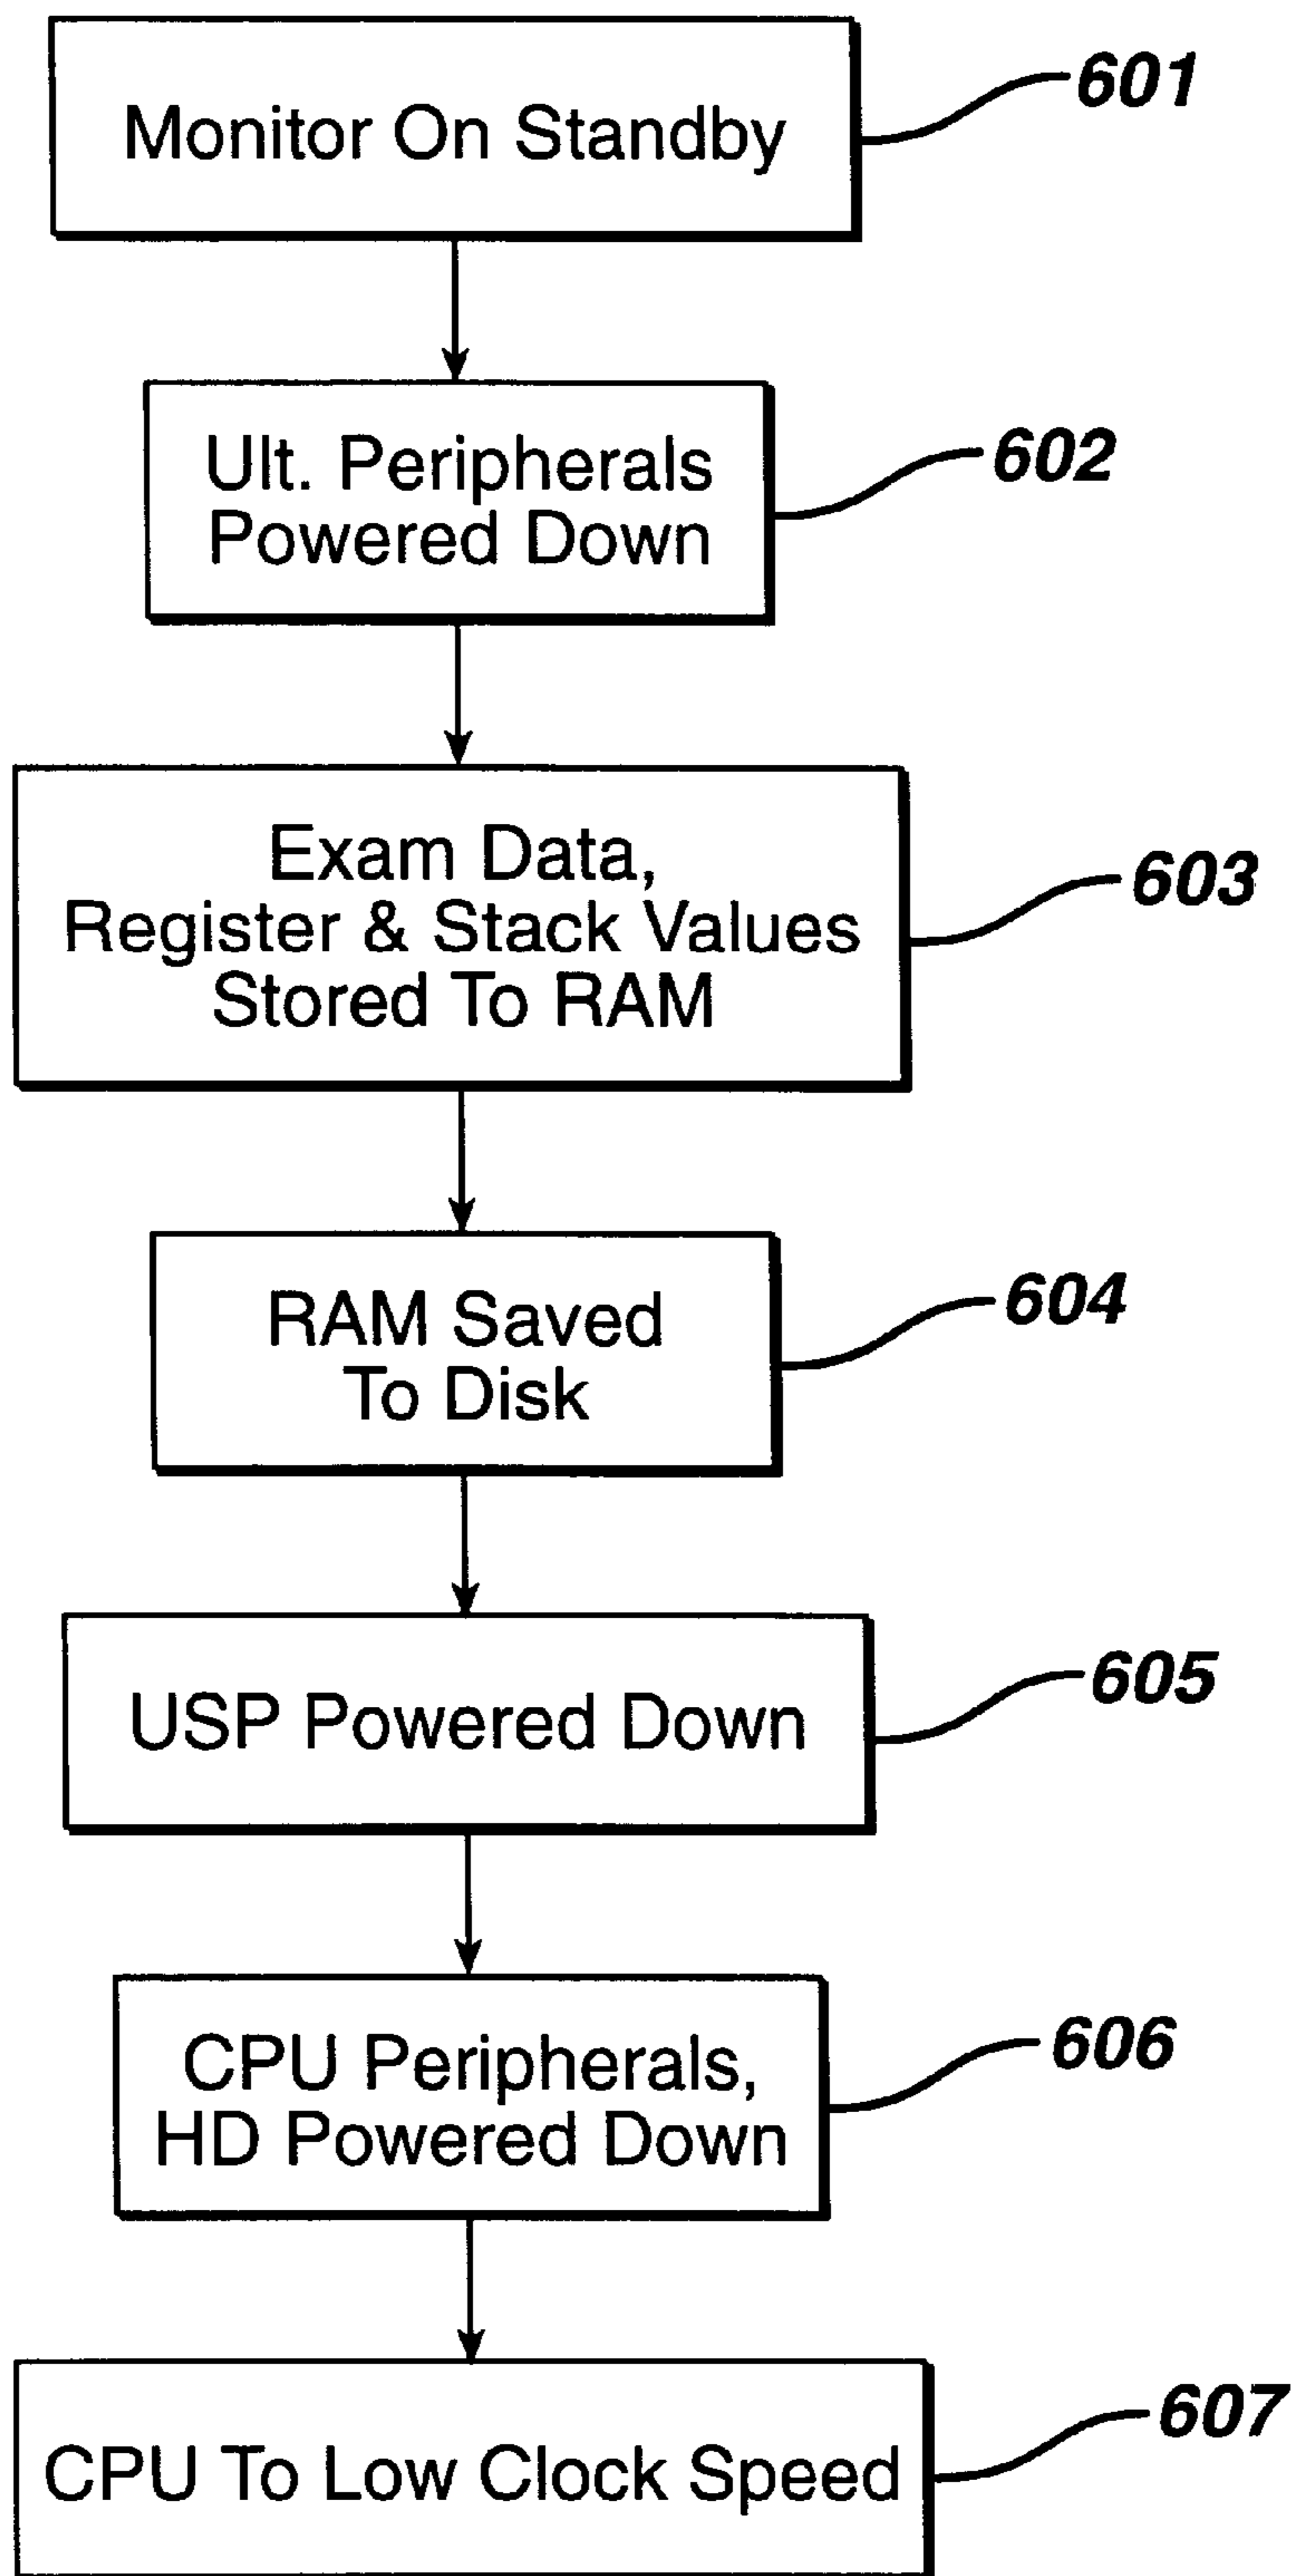 Monitor On Standby
601
Ult. Peripherals
Powered Down
602
Exam Data,
Register & Stack Values
Stored To RAM
603
RAM Saved
To Disk
604
USP Powered Down
605
CPU Peripherals,
HD Powered Down
606
CPU To Low Clock Speed
607